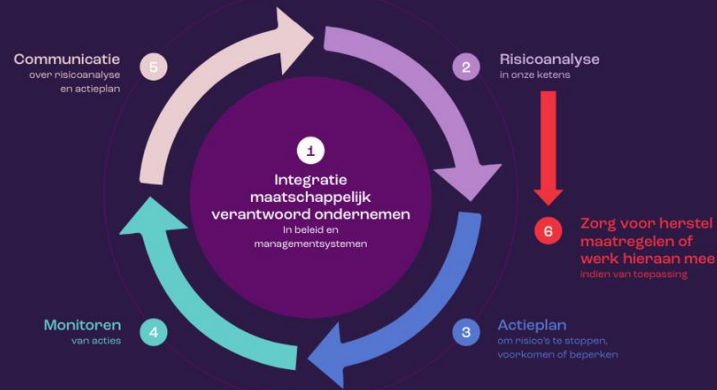 1
Integratie
maatschappelijk
verantwoord ondernemen
In beleid en
managementsystemen
2
Risicoanalyse
in onze ketens
3
Actieplan
om risico's te stoppen,
voorkomen of beperken
4
Monitoren
van acties
5
Communicatie
over risicoanalyse
en actieplan
6
Zorg voor herstel
maatregelen of
werk hieraan mee
indien van toepassing